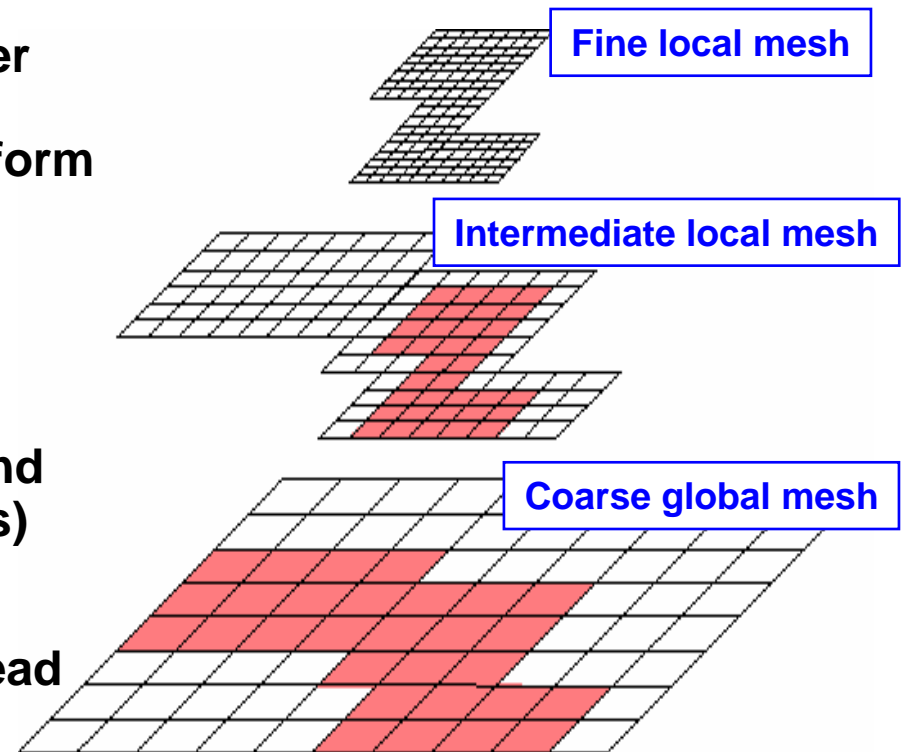 er
Fine local mesh
form
Intermediate local mesh
nd
Coarse global mesh
s)
ead